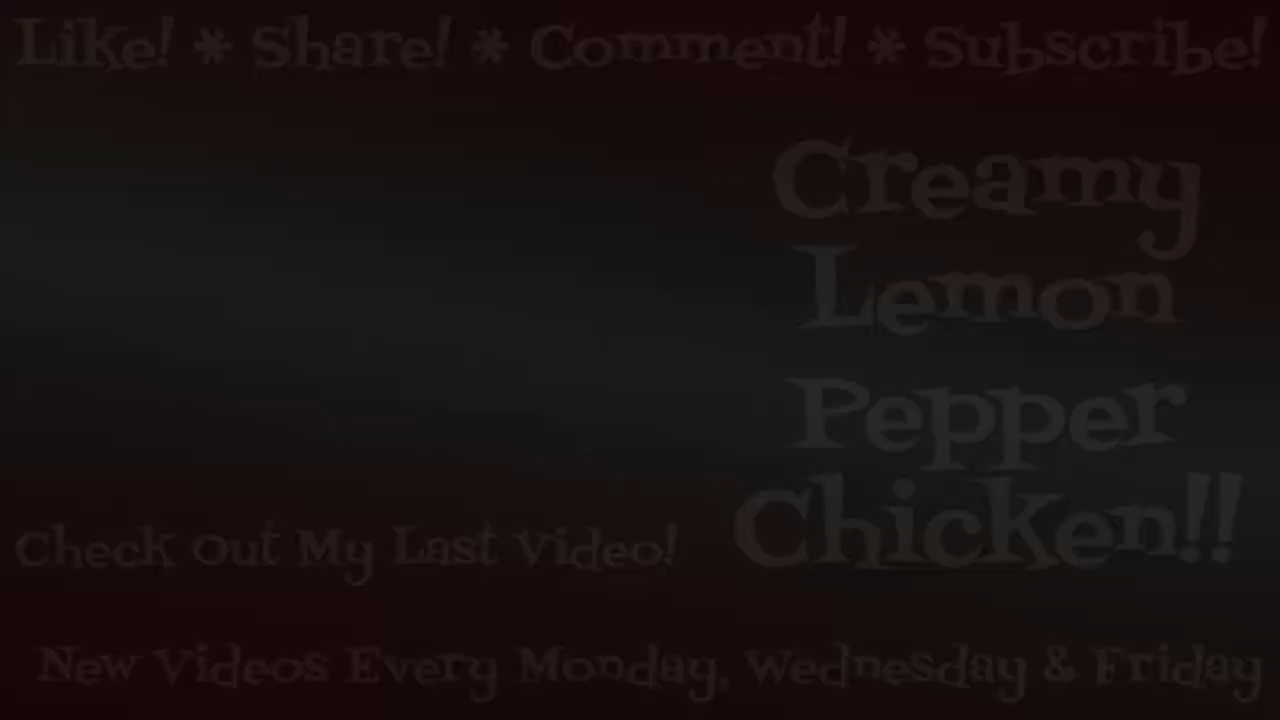 Like! * Share! * Comment! * Subscribe!
Creamy
Lemon
Pepper
Chicken!!
Check out My Last Video!
New Videos Every Monday, Wednesday & Friday